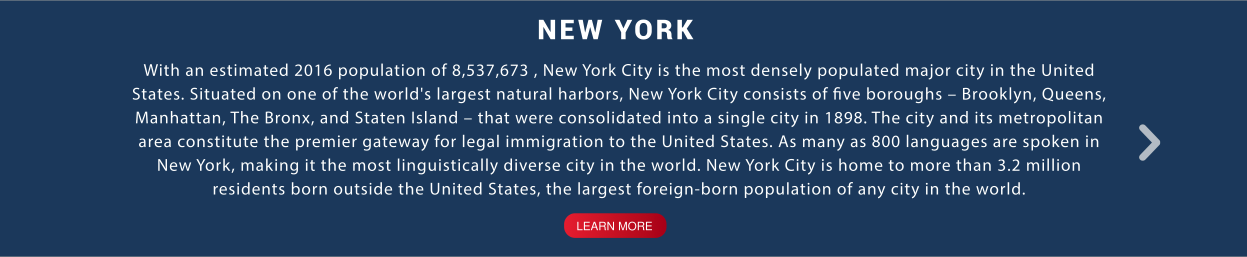 NEW YORK
With an estimated 2016 population of 8,537,673 , New York City is the most densely populated major city in the United
States. Situated on one of the world's largest natural harbors, New York City consists of five boroughs – Brooklyn, Queens,
Manhattan, The Bronx, and Staten Island – that were consolidated into a single city in 1898. The city and its metropolitan
area constitute the premier gateway for legal immigration to the United States. As many as 800 languages are spoken in
New York, making it the most linguistically diverse city in the world. New York City is home to more than 3.2 million
residents born outside the United States, the largest foreign-born population of any city in the world.
LEARN MORE